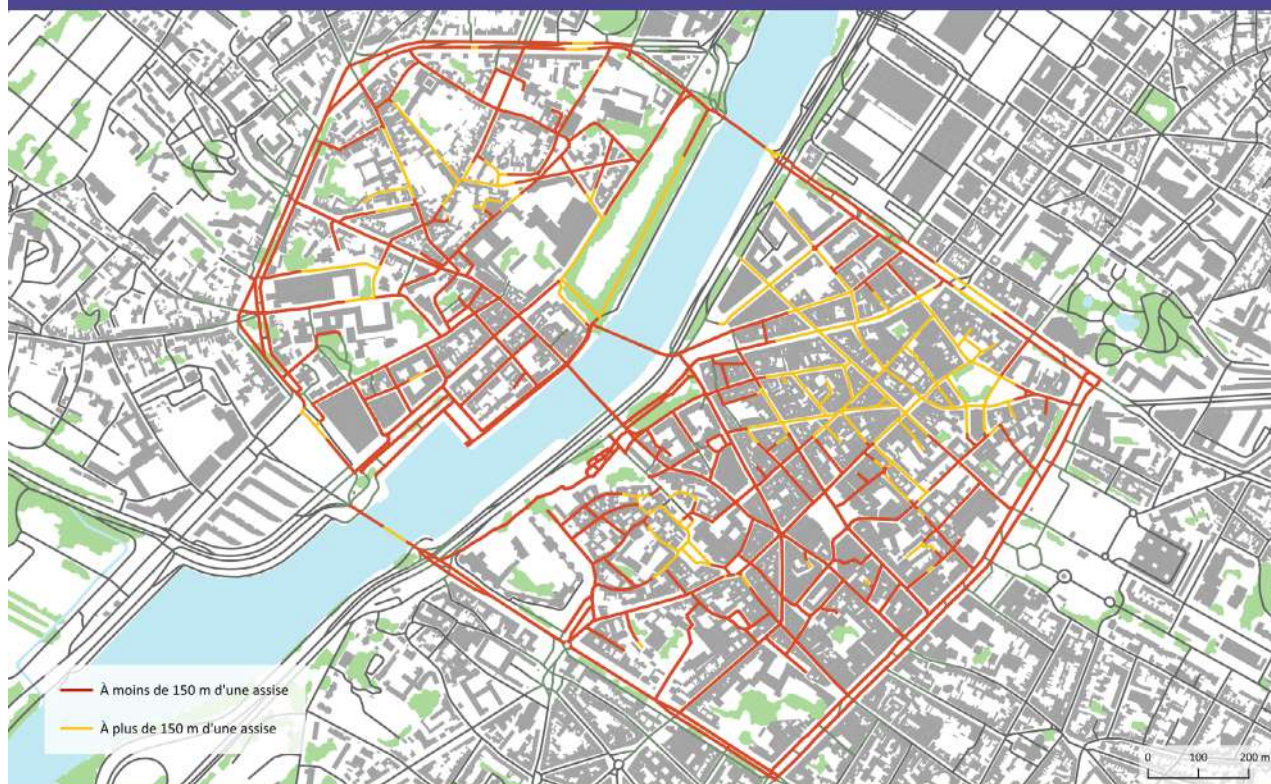 À moins de 150 m d'une assise
À plus de 150 m d'une assise
0 100 200 m